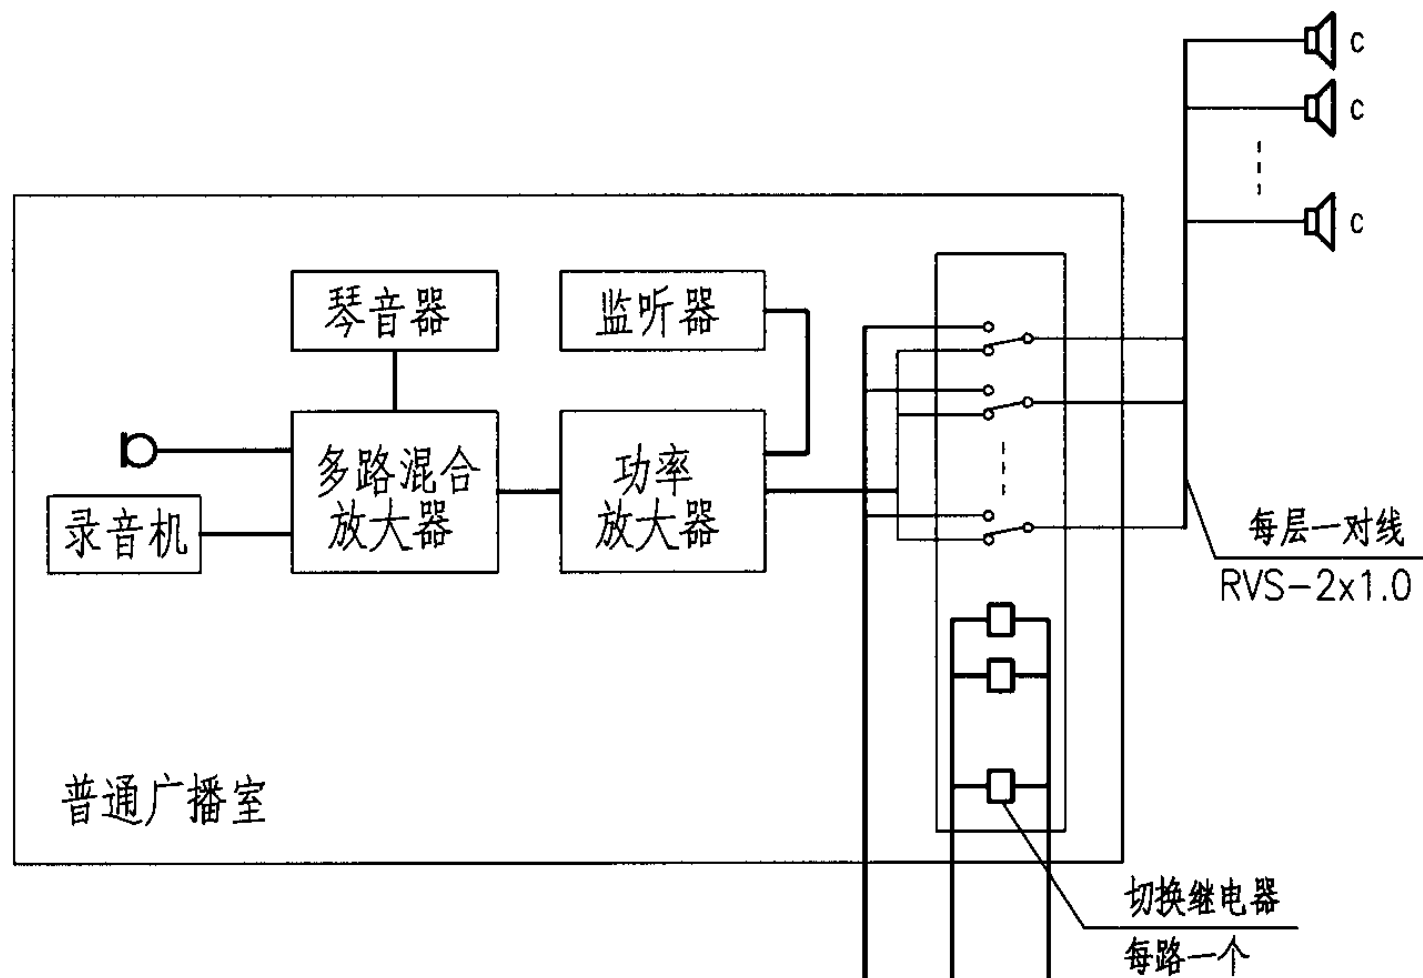 C
C
C
琴音器
监听器
多路混合
放大器
功率
放大器
录音机
每层一对线
RVS-2x1.0
普通广播室
切换继电器
每路一个